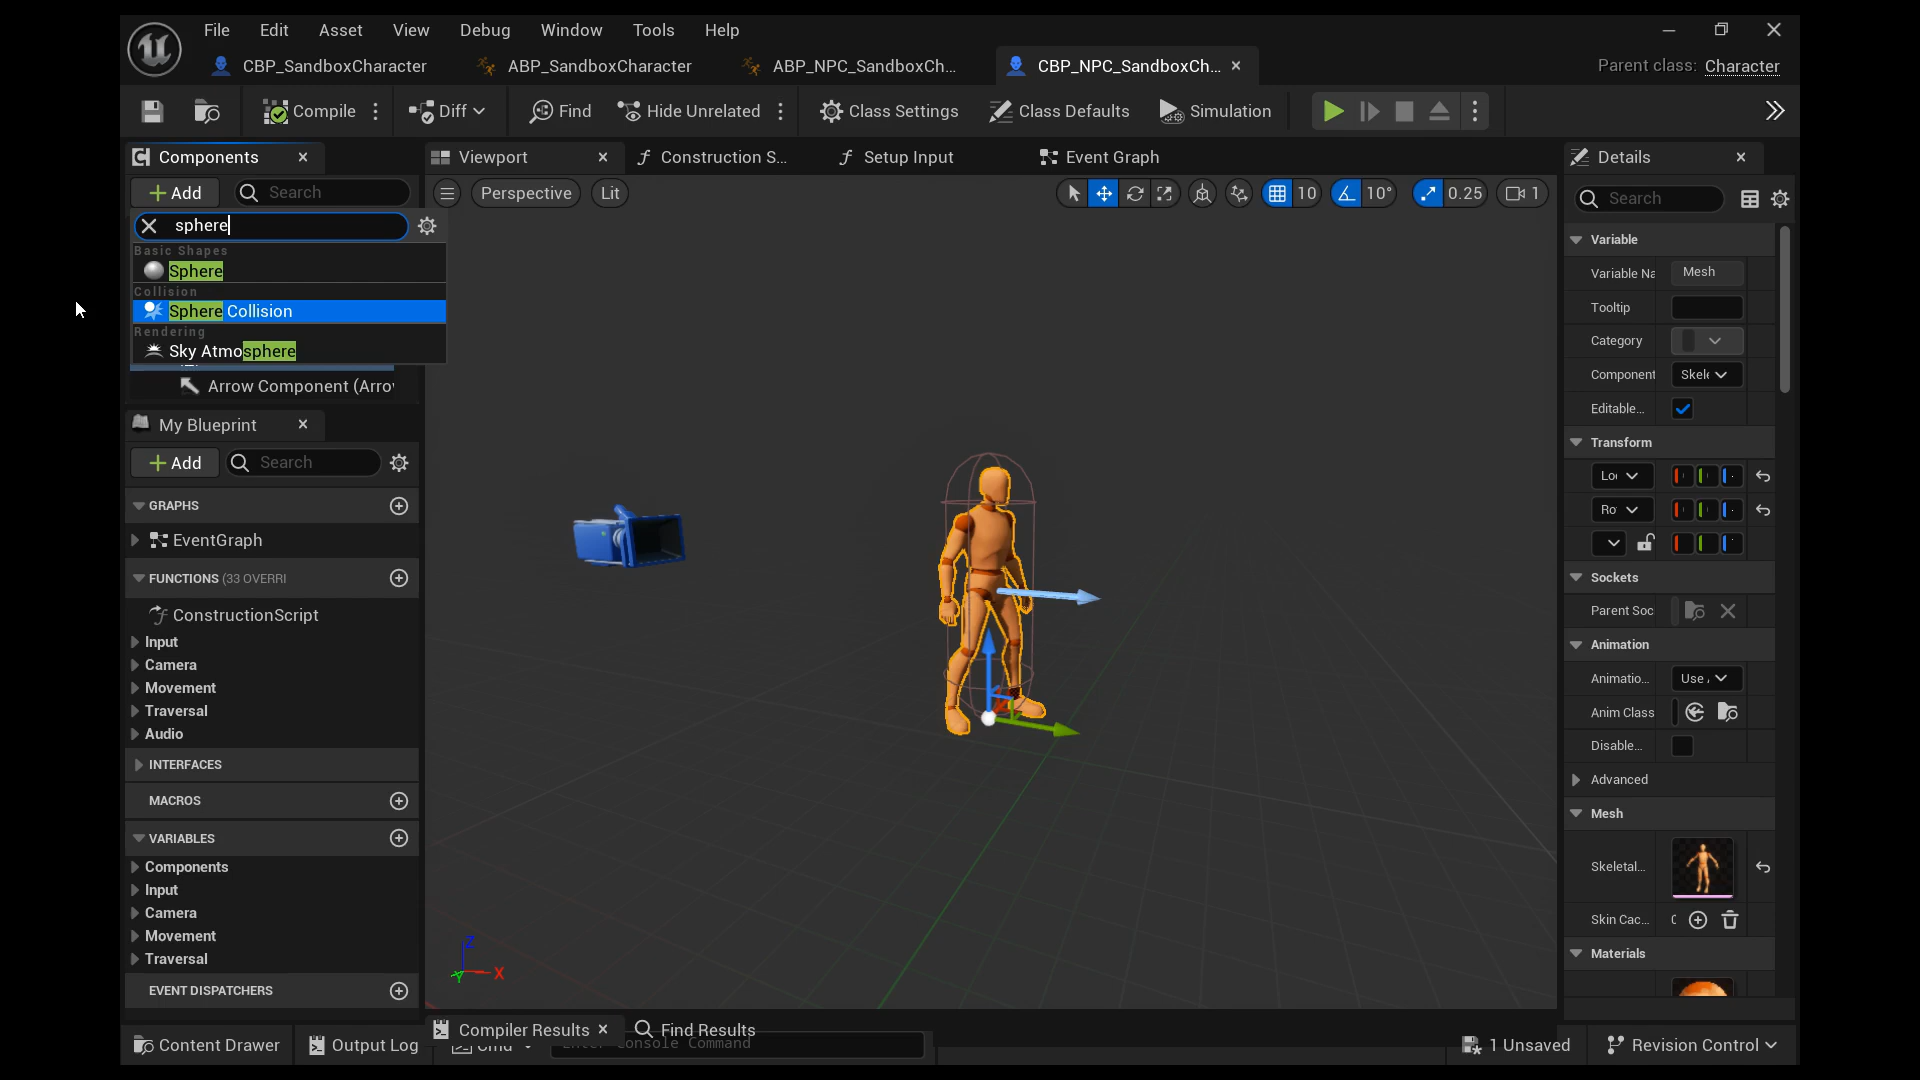 File Edit Asset View Debug Window Tools Help
CBP_SandboxCharacter ABP_SandboxCharacter ABP_NPC_SandboxCh... CBP_NPC_SandboxCh... Parent class: Character
Compile Diff Find Hide Unrelated Class Settings Class Defaults Simulation
Components Viewport Construction S... Setup Input Event Graph Details
Add Search Perspective Lit 10 10° 0.25 1 Search
sphere
Basic Shapes
Sphere
Collision
Sphere Collision
Rendering
Sky Atmosphere
Arrow Component (Arro
My Blueprint
Add Search
GRAPHS
EventGraph
FUNCTIONS (33 OVERRI
ConstructionScript
Input
Camera
Movement
Traversal
Audio
INTERFACES
MACROS
VARIABLES
Components
Input
Camera
Movement
Traversal
EVENT DISPATCHERS
Z
X
Y
Variable
Variable Na Mesh
Tooltip
Category
Component Skele
Editable...
Transform
Lo
Ro
Sockets
Parent Soc
Animation
Animatio... Use
Anim Class
Disable...
Advanced
Mesh
Skeletal...
Skin Cac...
Materials
Compiler Results Find Results
Content Drawer Output Log Cmd Enter Console Command 1 Unsaved Revision Control